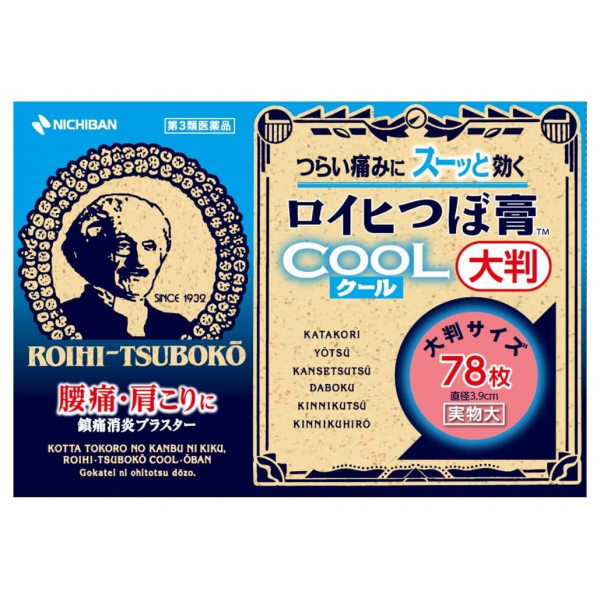 NICHIBAN
第3類医薬品
SINCE 1932
ROIHI-TSUBOKŌ
腰痛・肩こりに
鎮痛消炎プラスター
KOTTA TOKORO NO KANBU NI KIKU,
ROIHI-TSUBOKŌ COOL-ŌBAN
Gokatei ni ohitotsu dōzo.
つらい痛みにスーッと効く
ロイヒつぼ膏™
COOL
クール
大判
KATAKORI
YŌTSŪ
KANSETSUTSŪ
DABOKU
KINNIKUTSŪ
KINNIKUHIRŌ
大判サイズ
78枚
直径3.9cm
実物大